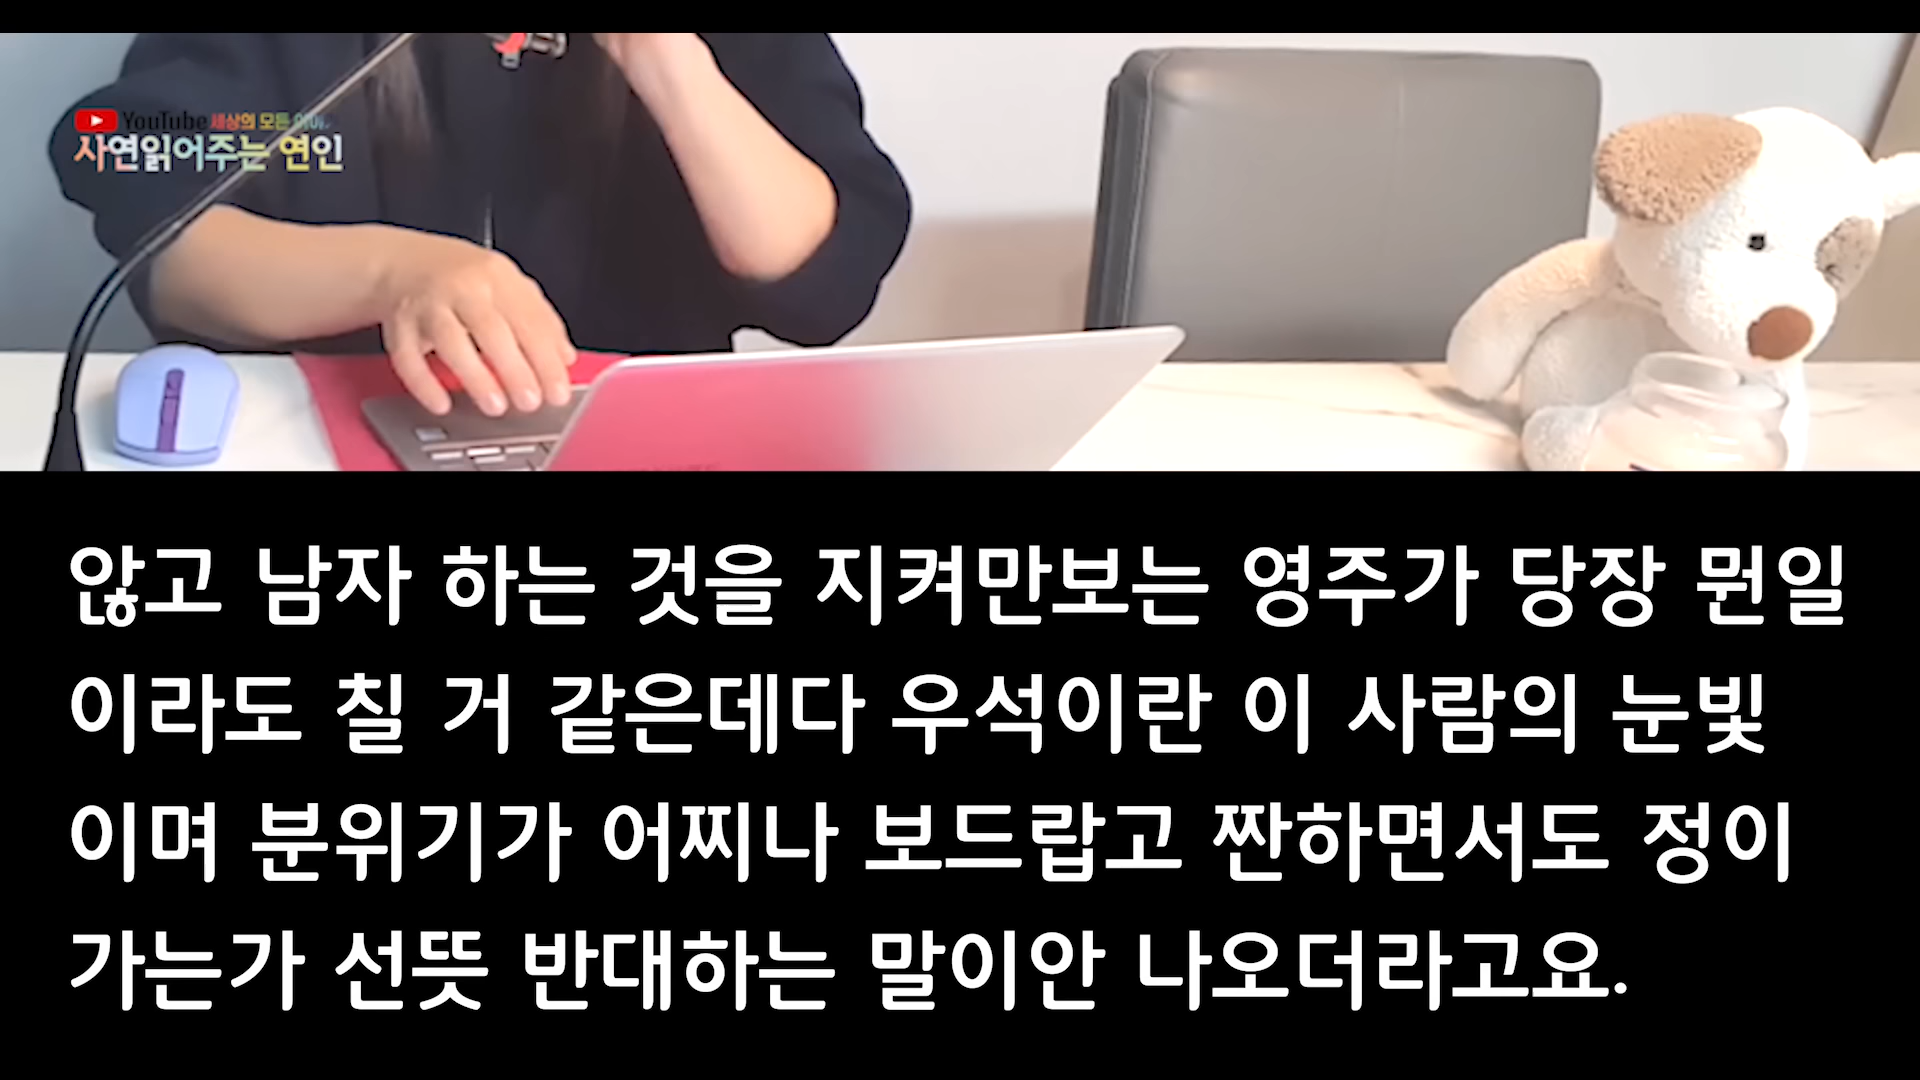 YouTube 세상의 모든
사연읽어주는 연인
않고 남자 하는 것을 지켜만보는 영주가 당장 뭔일
이라도 칠 거 같은데다 우석이란 이 사람의 눈빛
이며 분위기가 어찌나 보드랍고 짠하면서도 정이
가는가 선뜻 반대하는 말이안 나오더라고요.